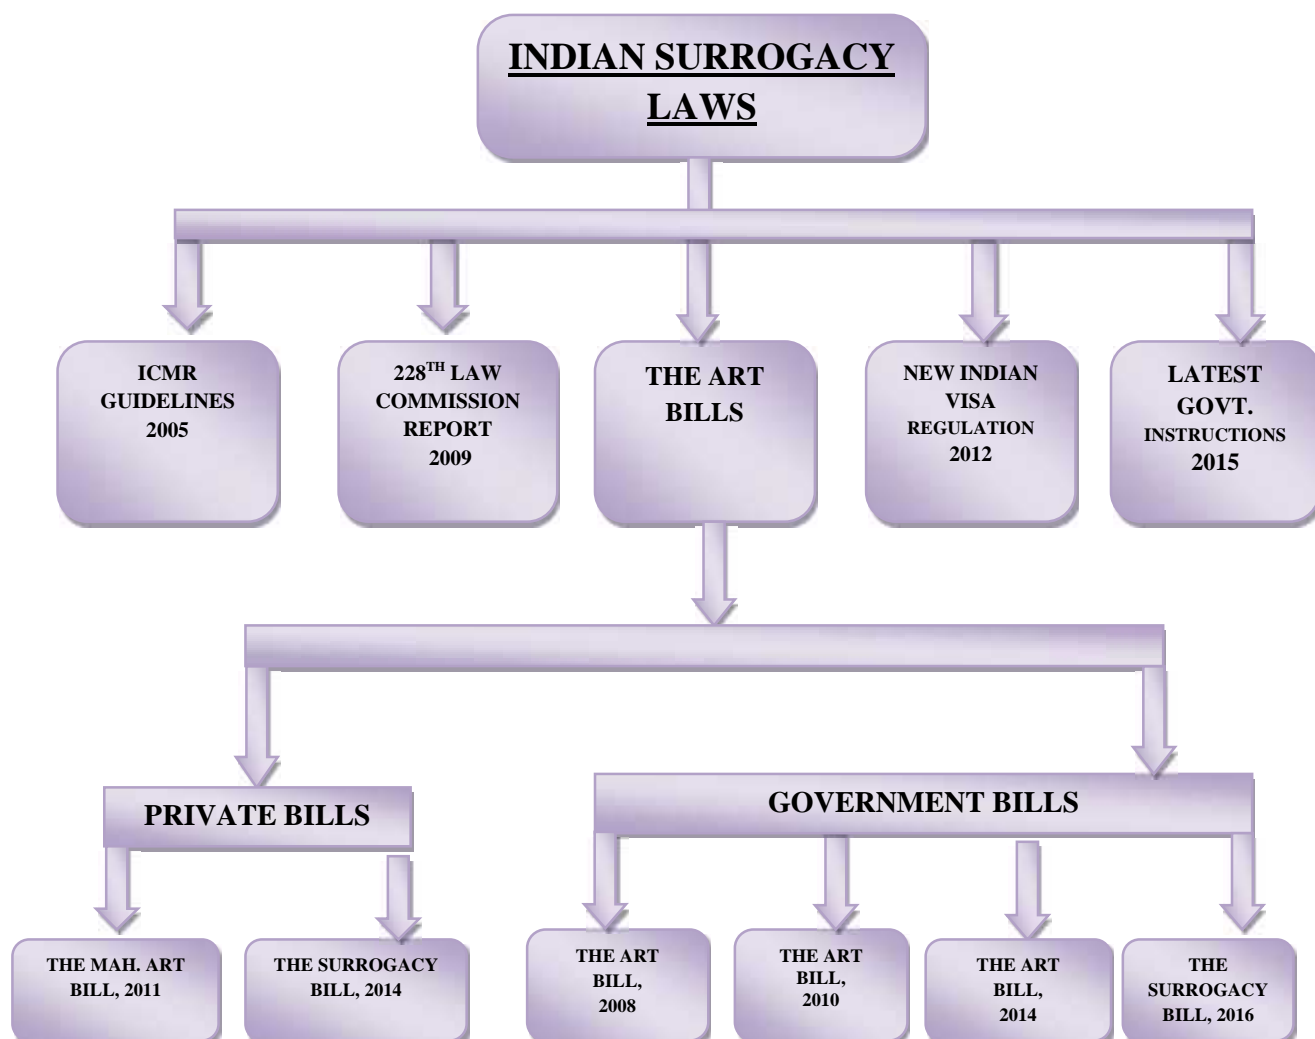 INDIAN SURROGACY
LAWS
ICMR
GUIDELINES
2005
228TH LAW
COMMISSION
REPORT
2009
THE ART
BILLS
NEW INDIAN
VISA
REGULATION
2012
LATEST
GOVT.
INSTRUCTIONS
2015
PRIVATE BILLS
GOVERNMENT BILLS
THE MAH. ART
BILL, 2011
THE SURROGACY
BILL, 2014
THE ART
BILL,
2008
THE ART
BILL,
2010
THE ART
BILL,
2014
THE
SURROGACY
BILL, 2016